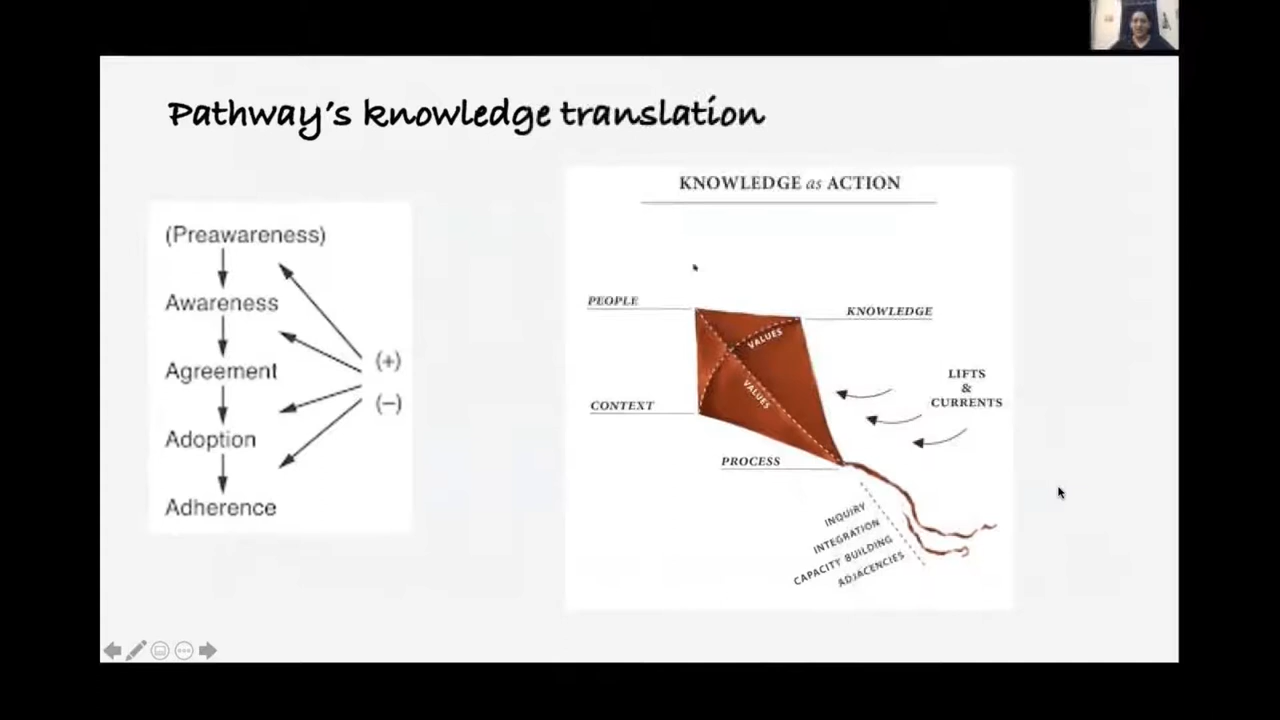 Pathway's knowledge translation
(Preawareness)
Awareness
Agreement
Adoption
Adherence
(+)
(−)
KNOWLEDGE as ACTION
PEOPLE
KNOWLEDGE
VALUES
VALUES
CONTEXT
PROCESS
LIFTS
&
CURRENTS
INQUIRY
INTEGRATION
CAPACITY BUILDING
ADJACENCIES